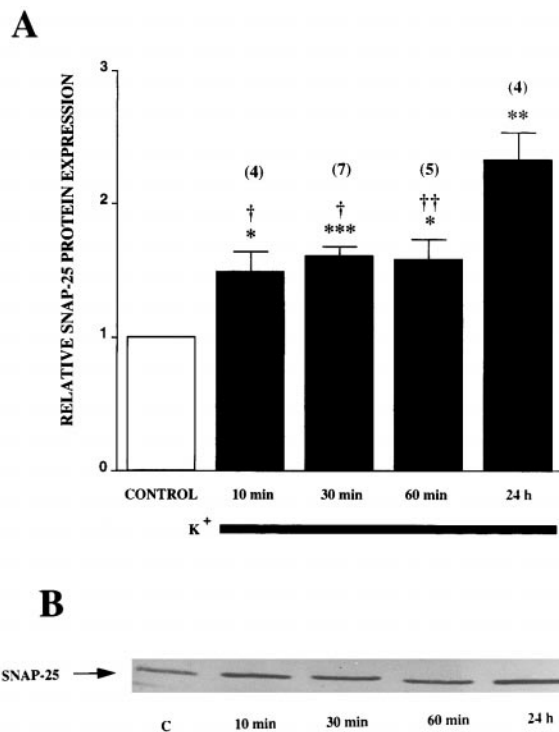 A
RELATIVE SNAP-25 PROTEIN EXPRESSION
3
2
1
0
(4)
†
*
(7)
†
***
(5)
††
*
(4)
**
CONTROL 10 min 30 min 60 min 24 h
K+
B
SNAP-25
C 10 min 30 min 60 min 24 h